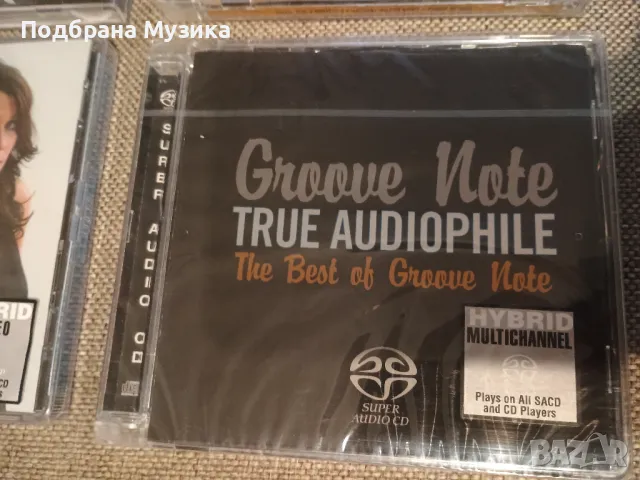 Подбрана Музика
SUPER AUDIO CD
Groove Note
TRUE AUDIOPHILE
The Best of Groove Note
HYBRID
MULTICHANNEL
Plays on All SACD
and CD Players
SUPER
AUDIO CD
BAZAR